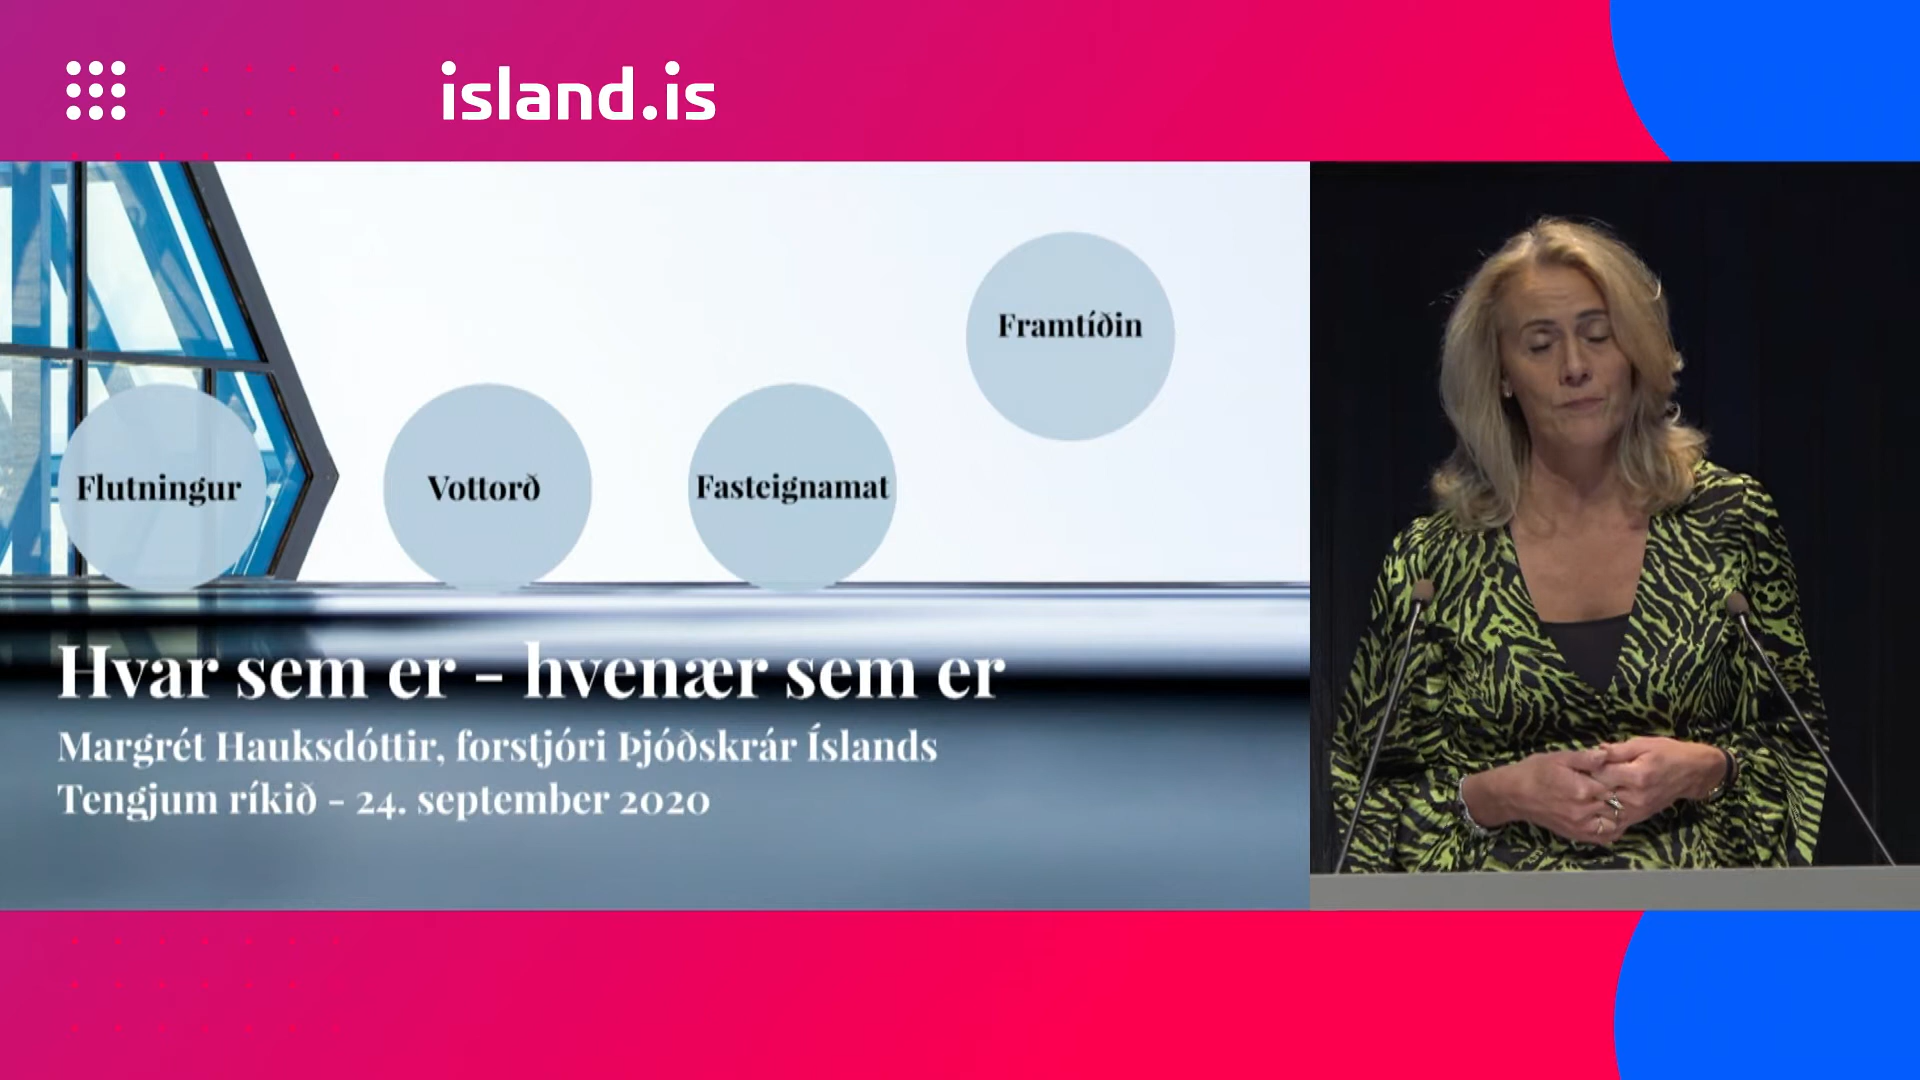 island.is
Framtíðin
Flutningur
Vottorð
Fasteignamat
Hvar sem er - hvenær sem er
Margrét Hauksdóttir, forstjóri Þjóðskrár Íslands
Tengjum ríkið - 24. september 2020